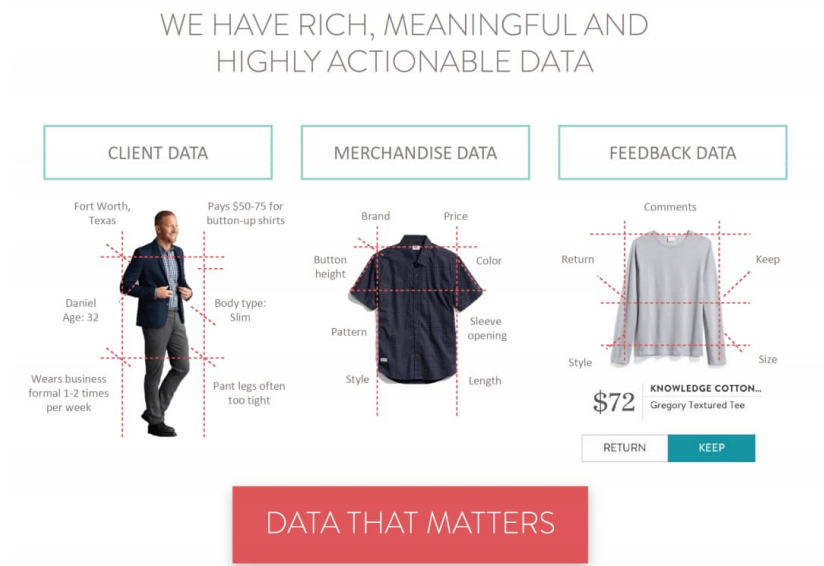 WE HAVE RICH, MEANINGFUL AND
HIGHLY ACTIONABLE DATA
CLIENT DATA
Fort Worth,
Texas
Pays $50-75 for
button-up shirts
Daniel
Age: 32
Body type:
Slim
Wears business
formal 1-2 times
per week
Pant legs often
too tight
MERCHANDISE DATA
Brand
Price
Button
height
Color
Pattern
Sleeve
opening
Style
Length
FEEDBACK DATA
Comments
Return
Keep
Style
Size
$72
KNOWLEDGE COTTON...
Gregory Textured Tee
RETURN
KEEP
DATA THAT MATTERS